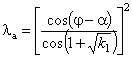 λa = [cos(φ-α) / cos(1+√k1)]²